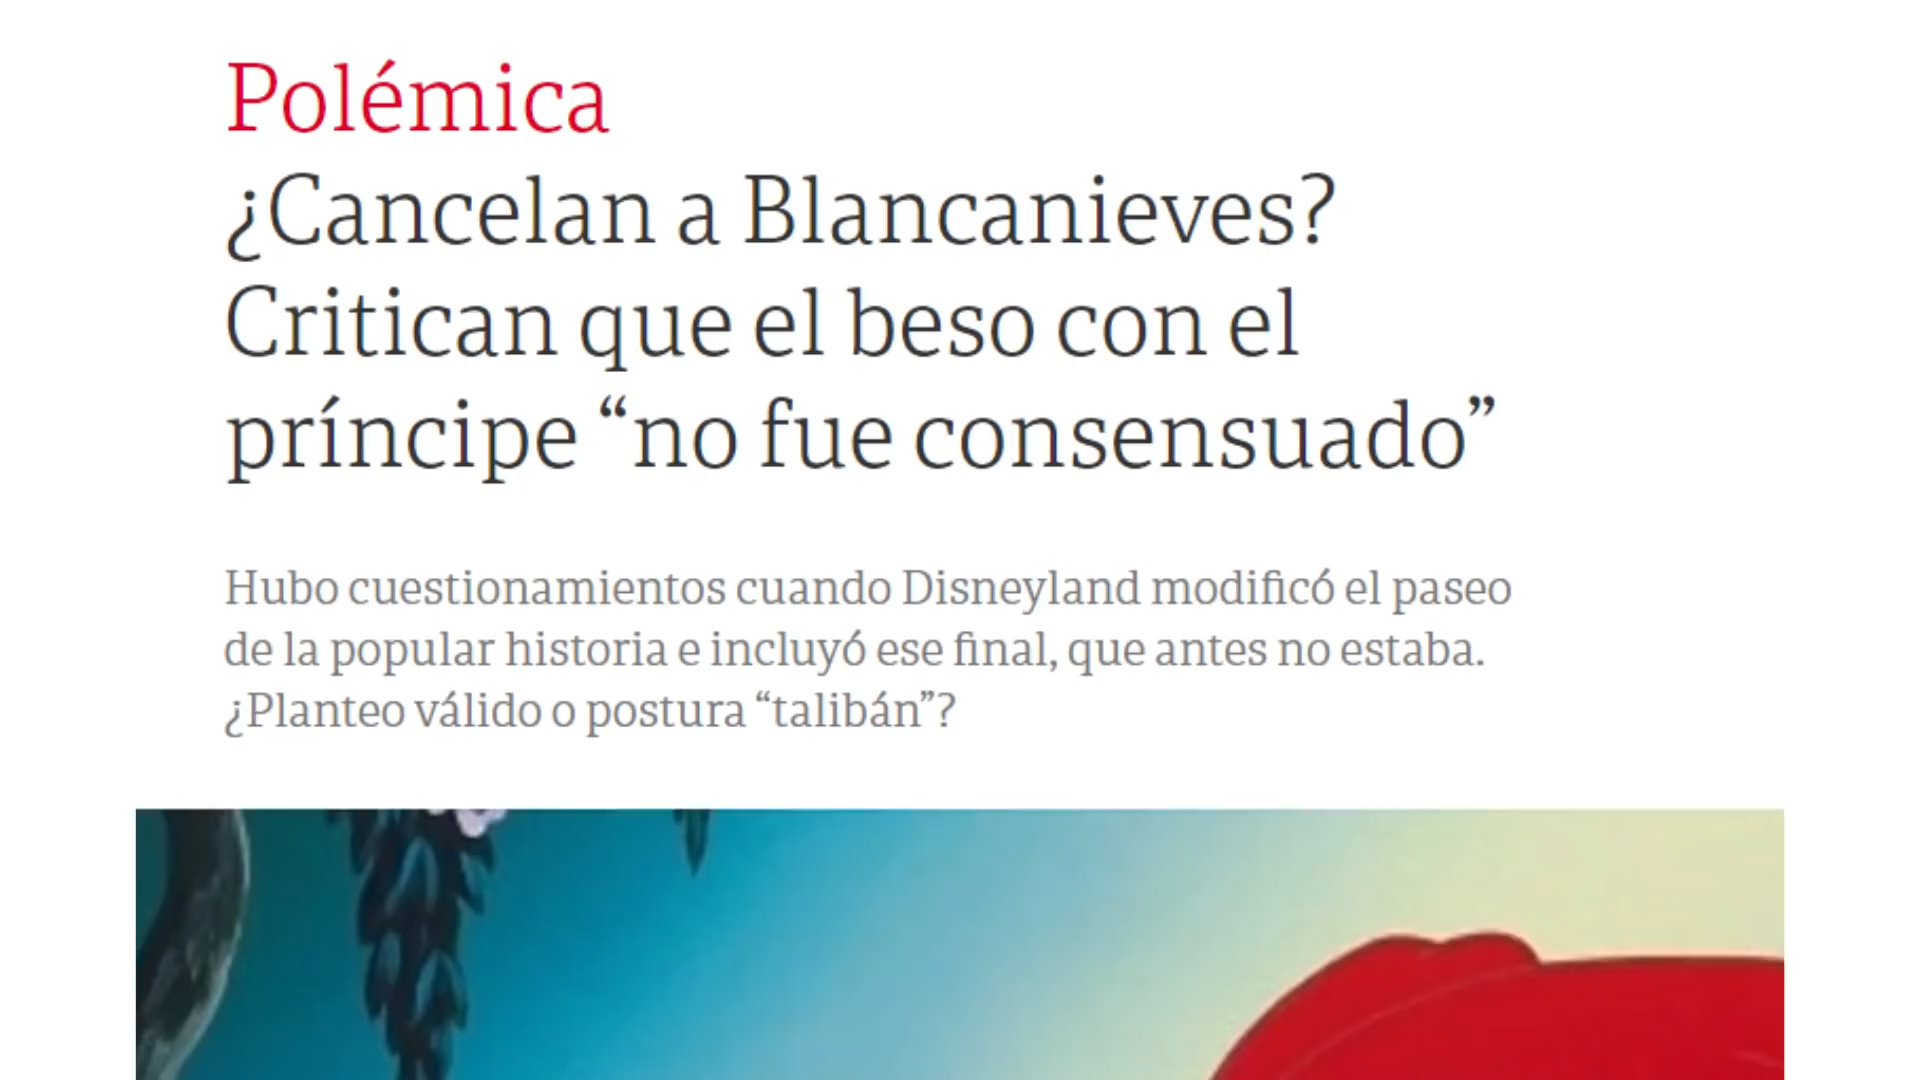 Polémica
¿Cancelan a Blancanieves?
Critican que el beso con el
príncipe “no fue consensuado”
Hubo cuestionamientos cuando Disneyland modificó el paseo
de la popular historia e incluyó ese final, que antes no estaba.
¿Planteo válido o postura “talibán”?